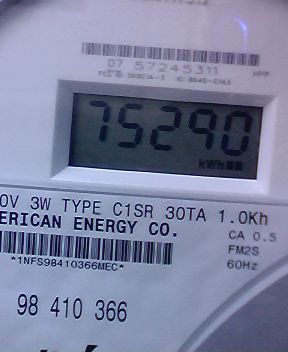 07 57245311
75290
kWh
0V 3W TYPE C1SR 30TA 1.0Kh
ERICAN ENERGY CO.
CA 0.5
FM2S
*1NFS98410366MEC*
60Hz
98 410 366